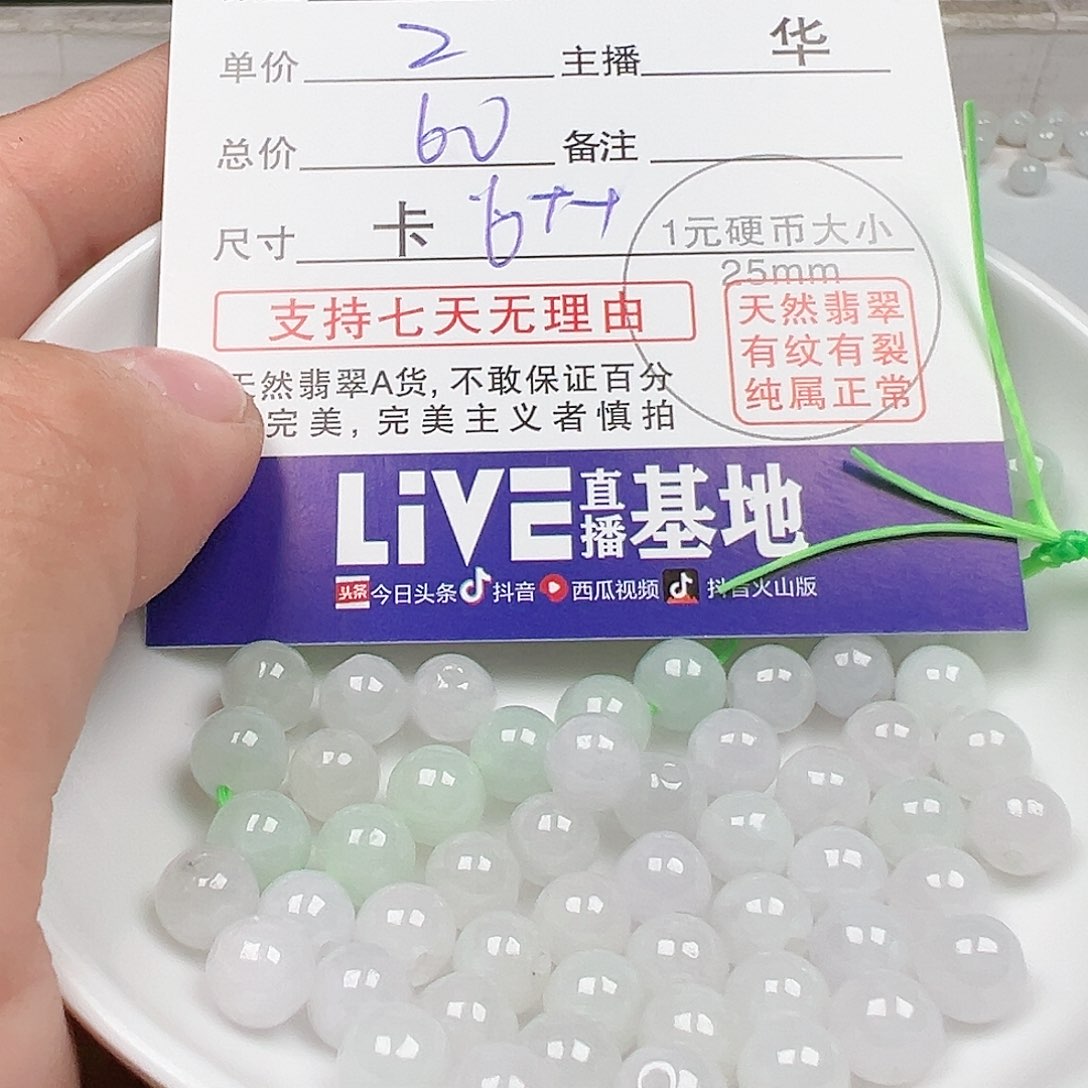 单价 2 主播 华
总价 60 备注
尺寸 卡 6++
1元硬币大小
25mm
支持七天无理由
天然翡翠
有纹有裂
纯属正常
天然翡翠A货,不敢保证百分
完美,完美主义者慎拍
LiVE直播基地
头条 今日头条 抖音 西瓜视频 抖音火山版